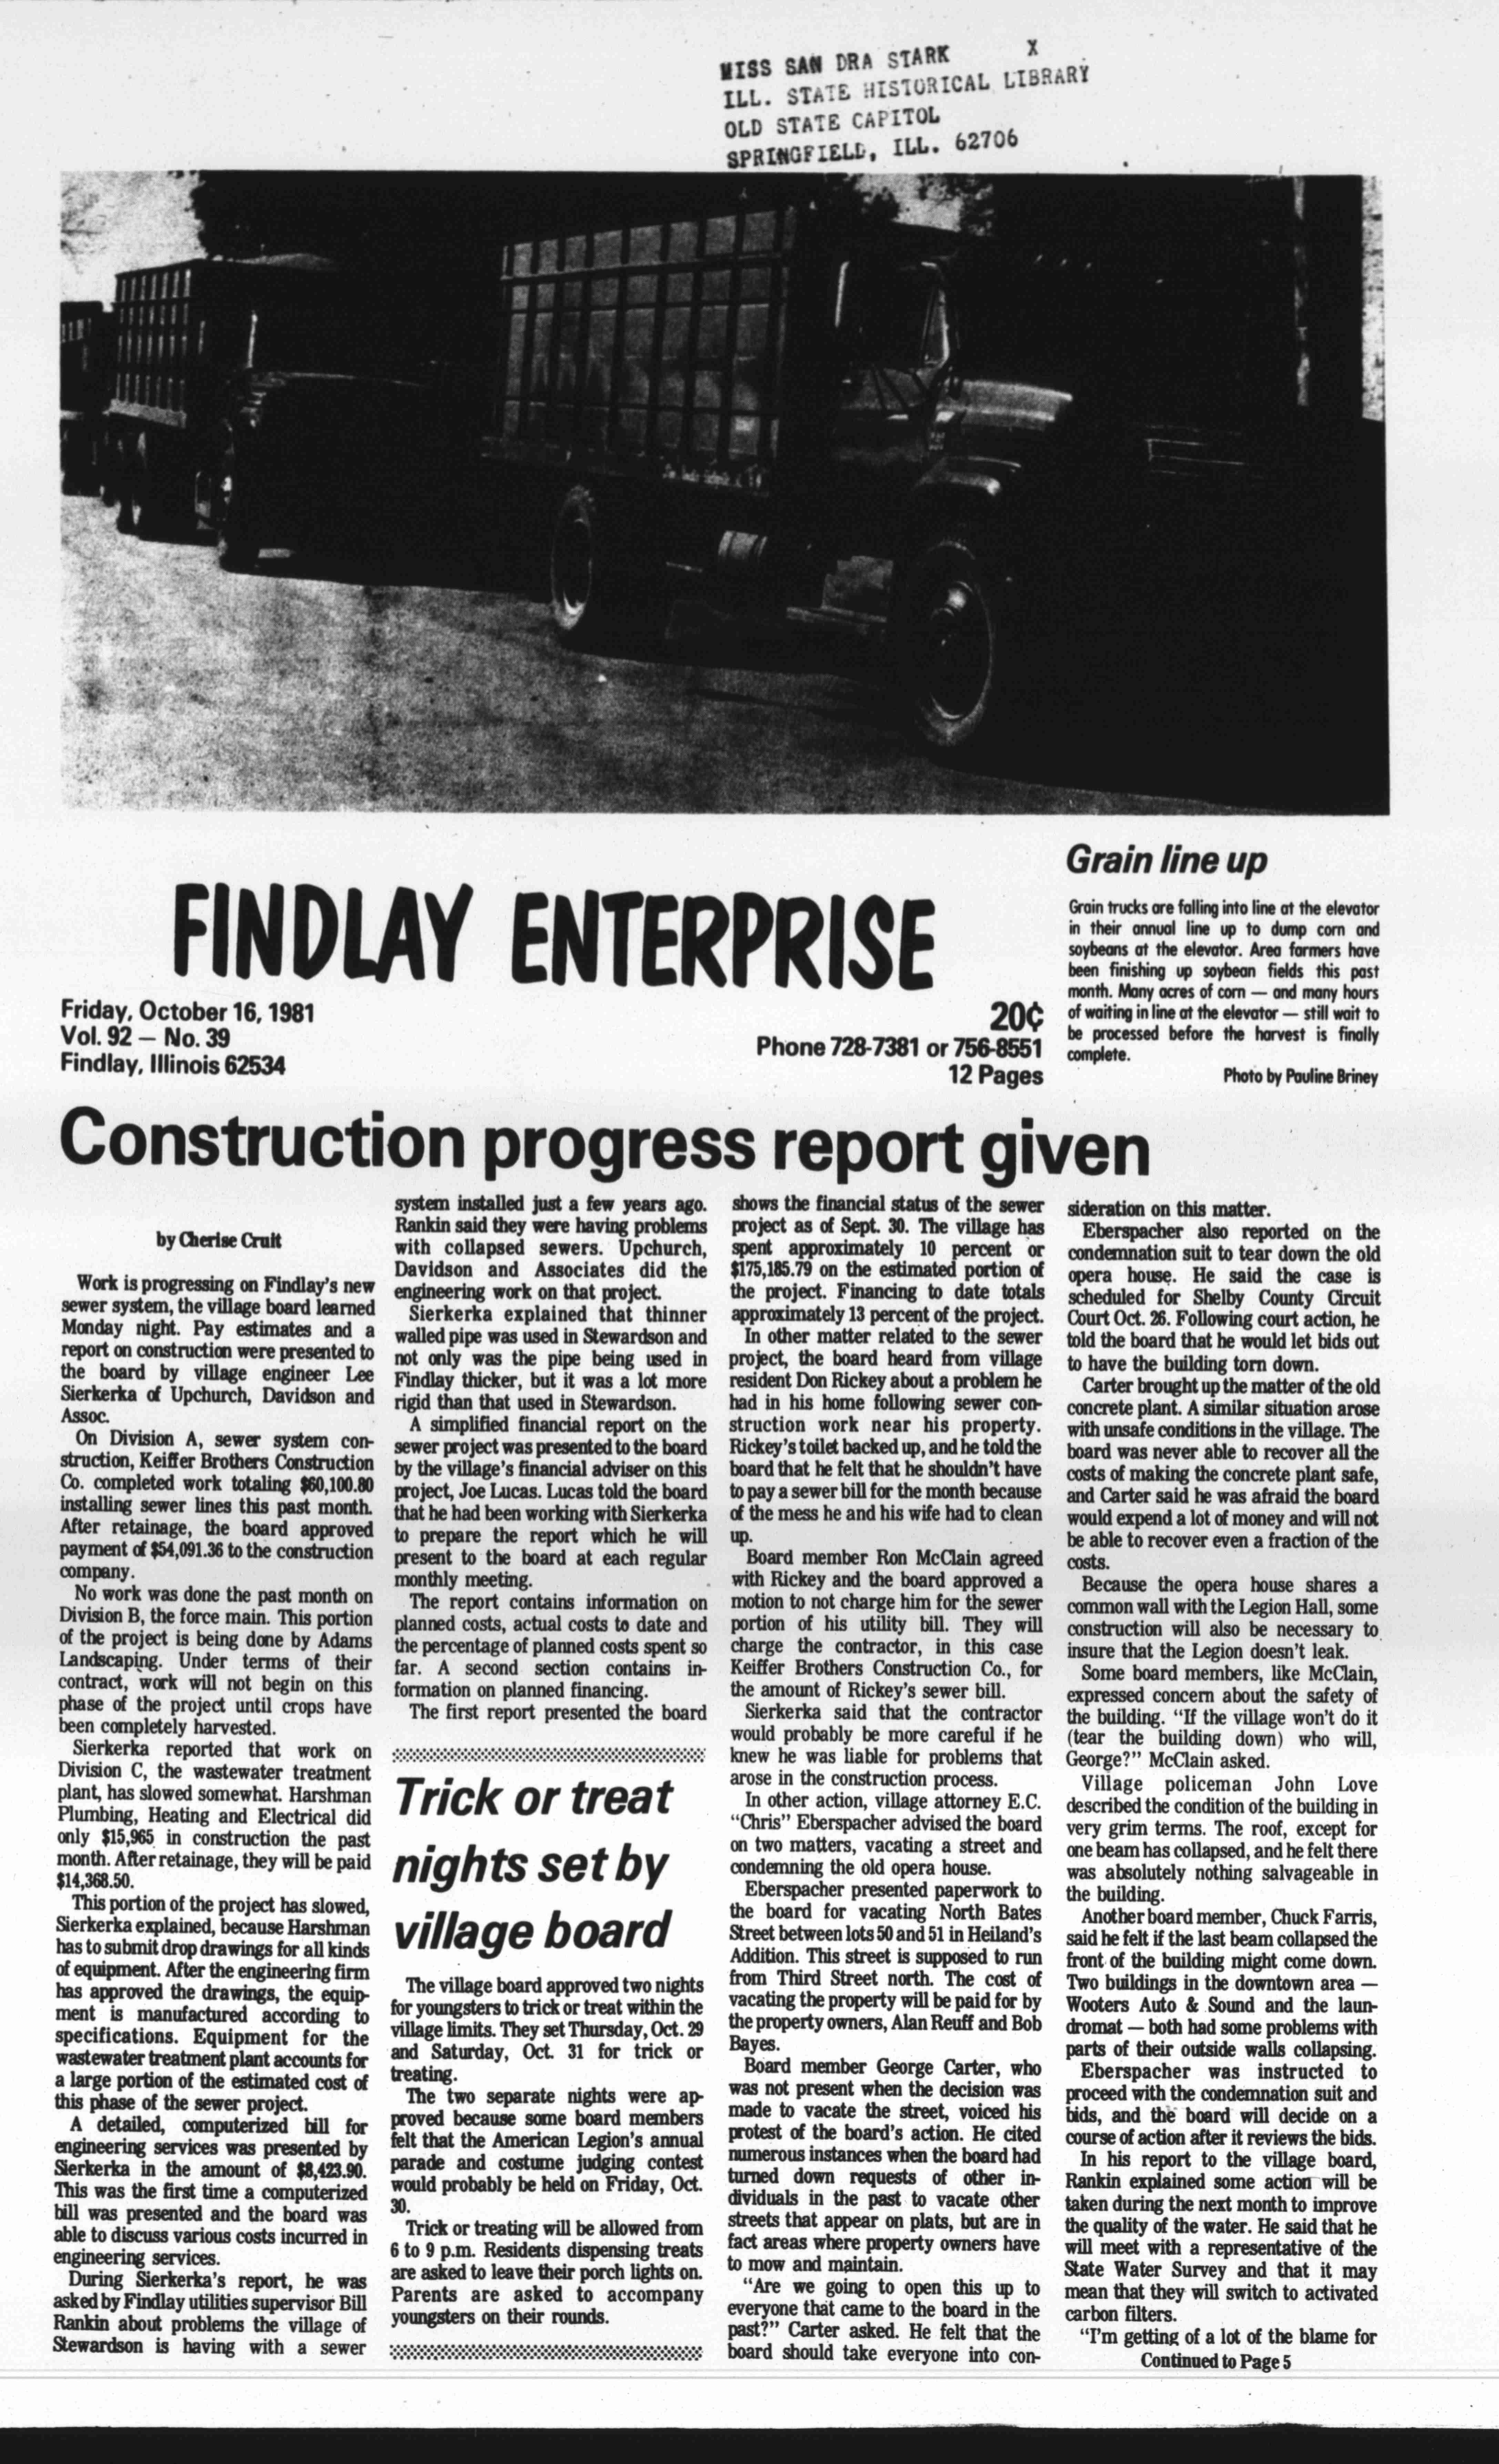 MISS SAN DRA STARK X
ILL. STATE HISTORICAL LIBRARY
OLD STATE CAPITOL
SPRINGFIELD, ILL. 62706
FINDLAY ENTERPRISE
Friday, October 16, 1981
Vol. 92 — No. 39
Findlay, Illinois 62534
20¢
Phone 728-7381 or 756-8551
12 Pages
Grain line up
Grain trucks are falling into line at the elevator
in their annual line up to dump corn and
soybeans at the elevator. Area farmers have
been finishing up soybean fields this past
month. Many acres of corn — and many hours
of waiting in line at the elevator — still wait to
be processed before the harvest is finally
complete.
Photo by Pauline Briney
Construction progress report given
by Cherise Cruit
Work is progressing on Findlay's new
sewer system, the village board learned
Monday night. Pay estimates and a
report on construction were presented to
the board by village engineer Lee
Sierkerka of Upchurch, Davidson and
Assoc.
On Division A, sewer system con-
struction, Keiffer Brothers Construction
Co. completed work totaling $60,100.80
installing sewer lines this past month.
After retainage, the board approved
payment of $54,091.36 to the construction
company.
No work was done the past month on
Division B, the force main. This portion
of the project is being done by Adams
Landscaping. Under terms of their
contract, work will not begin on this
phase of the project until crops have
been completely harvested.
Sierkerka reported that work on
Division C, the wastewater treatment
plant, has slowed somewhat. Harshman
Plumbing, Heating and Electrical did
only $15,965 in construction the past
month. After retainage, they will be paid
$14,368.50.
This portion of the project has slowed,
Sierkerka explained, because Harshman
has to submit drop drawings for all kinds
of equipment. After the engineering firm
has approved the drawings, the equip-
ment is manufactured according to
specifications. Equipment for the
wastewater treatment plant accounts for
a large portion of the estimated cost of
this phase of the sewer project.
A detailed, computerized bill for
engineering services was presented by
Sierkerka in the amount of $8,423.90.
This was the first time a computerized
bill was presented and the board was
able to discuss various costs incurred in
engineering services.
During Sierkerka's report, he was
asked by Findlay utilities supervisor Bill
Rankin about problems the village of
Stewardson is having with a sewer
system installed just a few years ago.
Rankin said they were having problems
with collapsed sewers. Upchurch,
Davidson and Associates did the
engineering work on that project.
Sierkerka explained that thinner
walled pipe was used in Stewardson and
not only was the pipe being used in
Findlay thicker, but it was a lot more
rigid than that used in Stewardson.
A simplified financial report on the
sewer project was presented to the board
by the village's financial adviser on this
project, Joe Lucas. Lucas told the board
that he had been working with Sierkerka
to prepare the report which he will
present to the board at each regular
monthly meeting.
The report contains information on
planned costs, actual costs to date and
the percentage of planned costs spent so
far. A second section contains in-
formation on planned financing.
The first report presented the board
Trick or treat
nights set by
village board
The village board approved two nights
for youngsters to trick or treat within the
village limits. They set Thursday, Oct. 29
and Saturday, Oct. 31 for trick or
treating.
The two separate nights were ap-
proved because some board members
felt that the American Legion's annual
parade and costume judging contest
would probably be held on Friday, Oct.
30.
Trick or treating will be allowed from
6 to 9 p.m. Residents dispensing treats
are asked to leave their porch lights on.
Parents are asked to accompany
youngsters on their rounds.
shows the financial status of the sewer
project as of Sept. 30. The village has
spent approximately 10 percent or
$175,185.79 on the estimated portion of
the project. Financing to date totals
approximately 13 percent of the project.
In other matter related to the sewer
project, the board heard from village
resident Don Rickey about a problem he
had in his home following sewer con-
struction work near his property.
Rickey's toilet backed up, and he told the
board that he felt that he shouldn't have
to pay a sewer bill for the month because
of the mess he and his wife had to clean
up.
Board member Ron McClain agreed
with Rickey and the board approved a
motion to not charge him for the sewer
portion of his utility bill. They will
charge the contractor, in this case
Keiffer Brothers Construction Co., for
the amount of Rickey's sewer bill.
Sierkerka said that the contractor
would probably be more careful if he
knew he was liable for problems that
arose in the construction process.
In other action, village attorney E.C.
"Chris" Eberspacher advised the board
on two matters, vacating a street and
condemning the old opera house.
Eberspacher presented paperwork to
the board for vacating North Bates
Street between lots 50 and 51 in Heiland's
Addition. This street is supposed to run
from Third Street north. The cost of
vacating the property will be paid for by
the property owners, Alan Reuff and Bob
Bayes.
Board member George Carter, who
was not present when the decision was
made to vacate the street, voiced his
protest of the board's action. He cited
numerous instances when the board had
turned down requests of other in-
dividuals in the past to vacate other
streets that appear on plats, but are in
fact areas where property owners have
to mow and maintain.
"Are we going to open this up to
everyone that came to the board in the
past?" Carter asked. He felt that the
board should take everyone into con-
sideration on this matter.
Eberspacher also reported on the
condemnation suit to tear down the old
opera house. He said the case is
scheduled for Shelby County Circuit
Court Oct. 26. Following court action, he
told the board that he would let bids out
to have the building torn down.
Carter brought up the matter of the old
concrete plant. A similar situation arose
with unsafe conditions in the village. The
board was never able to recover all the
costs of making the concrete plant safe,
and Carter said he was afraid the board
would expend a lot of money and will not
be able to recover even a fraction of the
costs.
Because the opera house shares a
common wall with the Legion Hall, some
construction will also be necessary to
insure that the Legion doesn't leak.
Some board members, like McClain,
expressed concern about the safety of
the building. "If the village won't do it
(tear the building down) who will,
George?" McClain asked.
Village policeman John Love
described the condition of the building in
very grim terms. The roof, except for
one beam has collapsed, and he felt there
was absolutely nothing salvageable in
the building.
Another board member, Chuck Farris,
said he felt if the last beam collapsed the
front of the building might come down.
Two buildings in the downtown area —
Wooters Auto & Sound and the laun-
dromat — both had some problems with
parts of their outside walls collapsing.
Eberspacher was instructed to
proceed with the condemnation suit and
bids, and the board will decide on a
course of action after it reviews the bids.
In his report to the village board,
Rankin explained some action will be
taken during the next month to improve
the quality of the water. He said that he
will meet with a representative of the
State Water Survey and that it may
mean that they will switch to activated
carbon filters.
"I'm getting of a lot of the blame for
Continued to Page 5